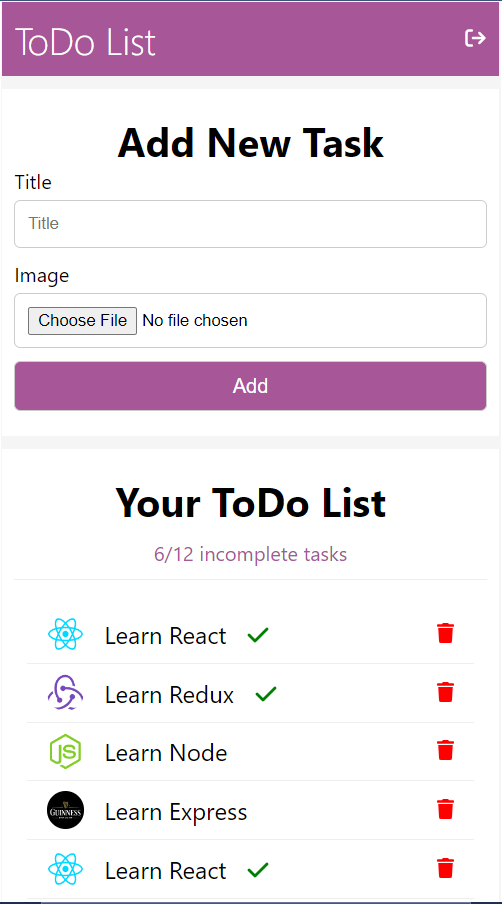 ToDo List
Add New Task
Title
Title
Image
Choose File No file chosen
Add
Your ToDo List
6/12 incomplete tasks
Learn React
Learn Redux
JS Learn Node
GUINNESS Learn Express
Learn React